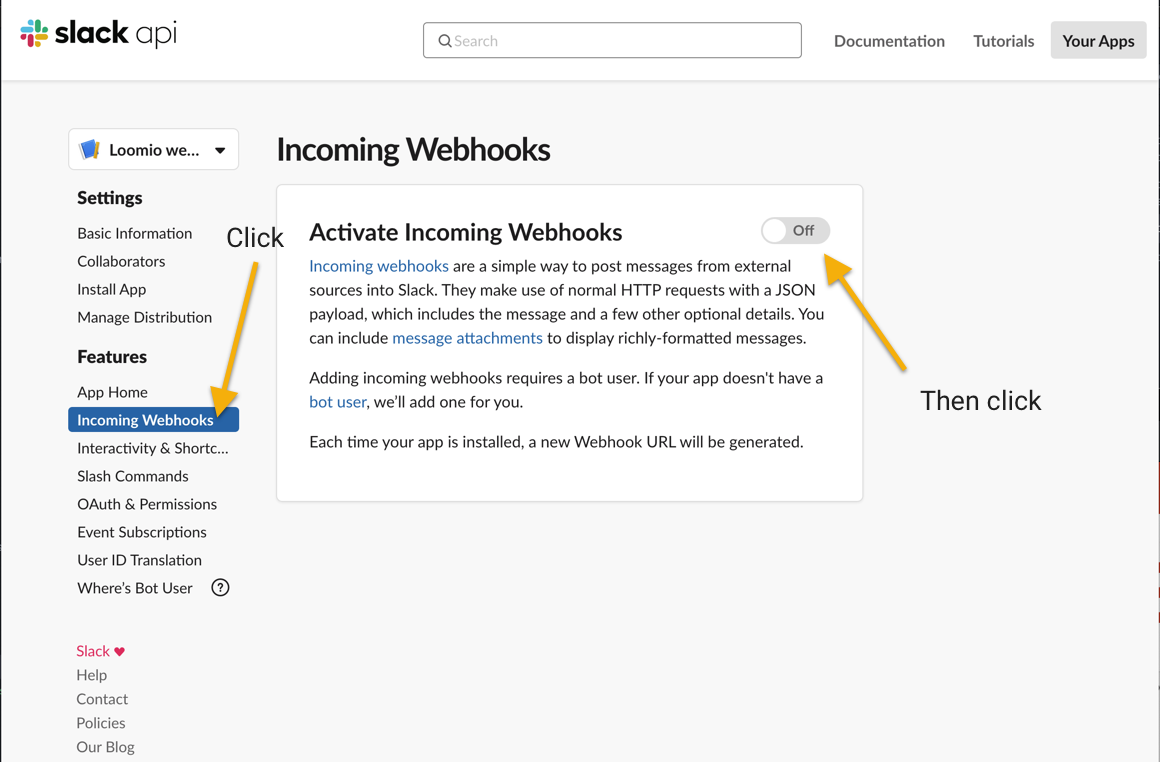 slack api
Search
Documentation
Tutorials
Your Apps
Loomio we...
Settings
Basic Information
Collaborators
Install App
Manage Distribution
Features
App Home
Incoming Webhooks
Interactivity & Shortc...
Slash Commands
OAuth & Permissions
Event Subscriptions
User ID Translation
Where's Bot User ?
Slack ♥
Help
Contact
Policies
Our Blog
Click
Incoming Webhooks
Activate Incoming Webhooks
Off
Incoming webhooks are a simple way to post messages from external
sources into Slack. They make use of normal HTTP requests with a JSON
payload, which includes the message and a few other optional details. You
can include message attachments to display richly-formatted messages.
Adding incoming webhooks requires a bot user. If your app doesn't have a
bot user, we'll add one for you.
Each time your app is installed, a new Webhook URL will be generated.
Then click